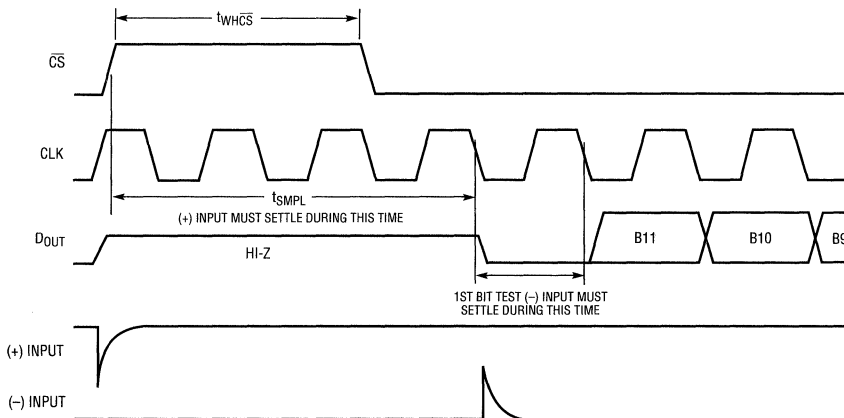 tWHCS
CS
CLK
tSMPL
(+) INPUT MUST SETTLE DURING THIS TIME
DOUT
HI-Z
B11
B10
B9
1ST BIT TEST (–) INPUT MUST
SETTLE DURING THIS TIME
(+) INPUT
(–) INPUT